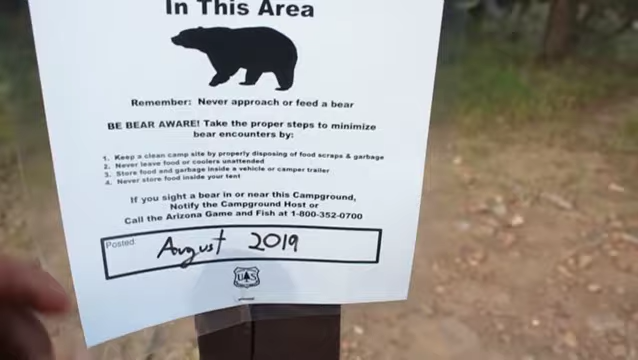 In This Area
Remember: Never approach or feed a bear
BE BEAR AWARE! Take the proper steps to minimize
bear encounters by:
1. Keep a clean camp site by properly disposing of food scraps & garbage
2. Never leave food or coolers unattended
3. Store food and garbage inside a vehicle or camper trailer
4. Never store food inside your tent
If you sight a bear in or near this Campground,
Notify the Campground Host or
Call the Arizona Game and Fish at 1-800-352-0700
Posted: August 2019
U S